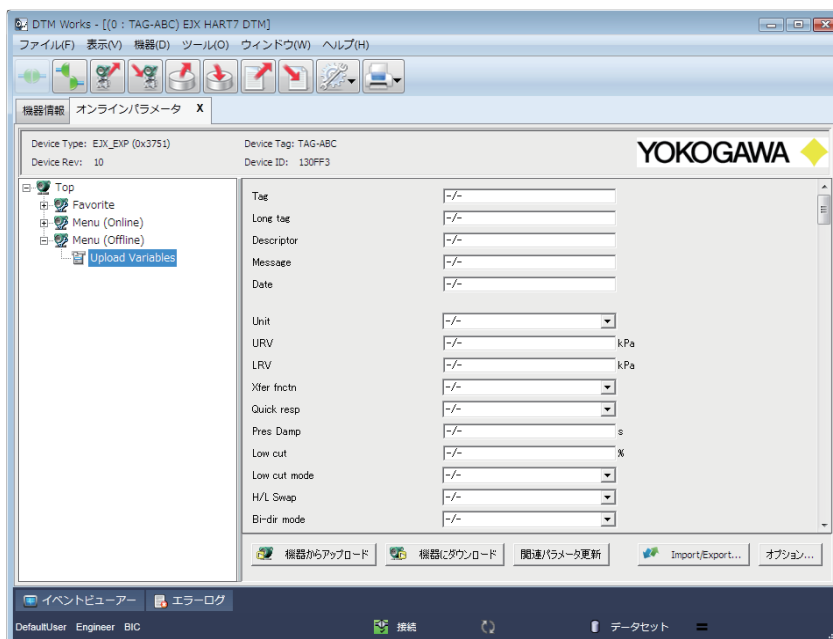 DTM Works - [(0 : TAG-ABC) EJX HART7 DTM]
ファイル(F) 表示(V) 機器(D) ツール(O) ウィンドウ(W) ヘルプ(H)
機器情報 オンラインパラメータ X
Device Type: EJX_EXP (0x3751) Device Tag: TAG-ABC
Device Rev: 10 Device ID: 130FF3
YOKOGAWA
Top
Favorite
Menu (Online)
Menu (Offline)
Upload Variables
Tag -/-
Long tag -/-
Descriptor -/-
Message -/-
Date -/-
Unit -/-
URV -/- kPa
LRV -/- kPa
Xfer fnctn -/-
Quick resp -/-
Pres Damp -/- s
Low cut -/- %
Low cut mode -/-
H/L Swap -/-
Bi-dir mode -/-
機器からアップロード 機器にダウンロード 関連パラメータ更新 Import/Export... オプション...
イベントビューアー エラーログ
DefaultUser Engineer BIC 接続 データセット